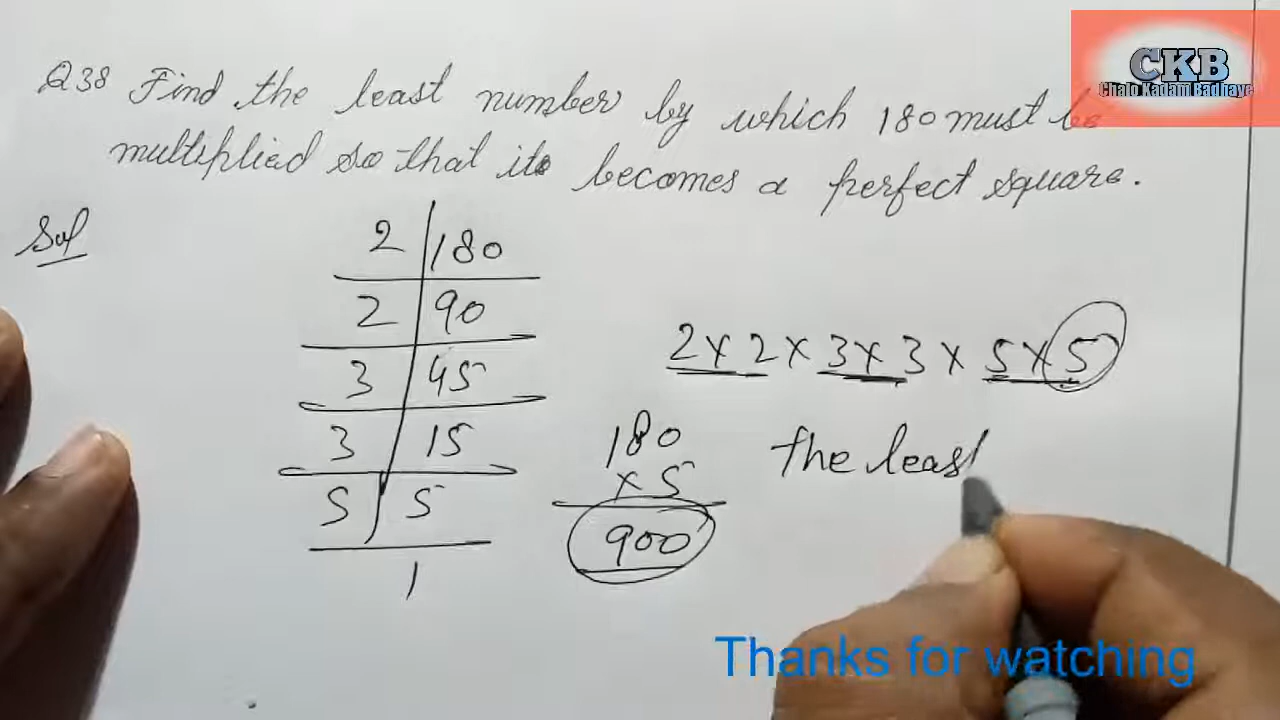 CKB
Chalo Kadam Badhaye
Q38 Find the least number by which 180 must be
multiplied so that it becomes a perfect square.
Sol
2 | 180
2 | 90
3 | 45
3 | 15
5 | 5
1
2 x 2 x 3 x 3 x 5 x 5
180
x 5
900
the least
Thanks for watching